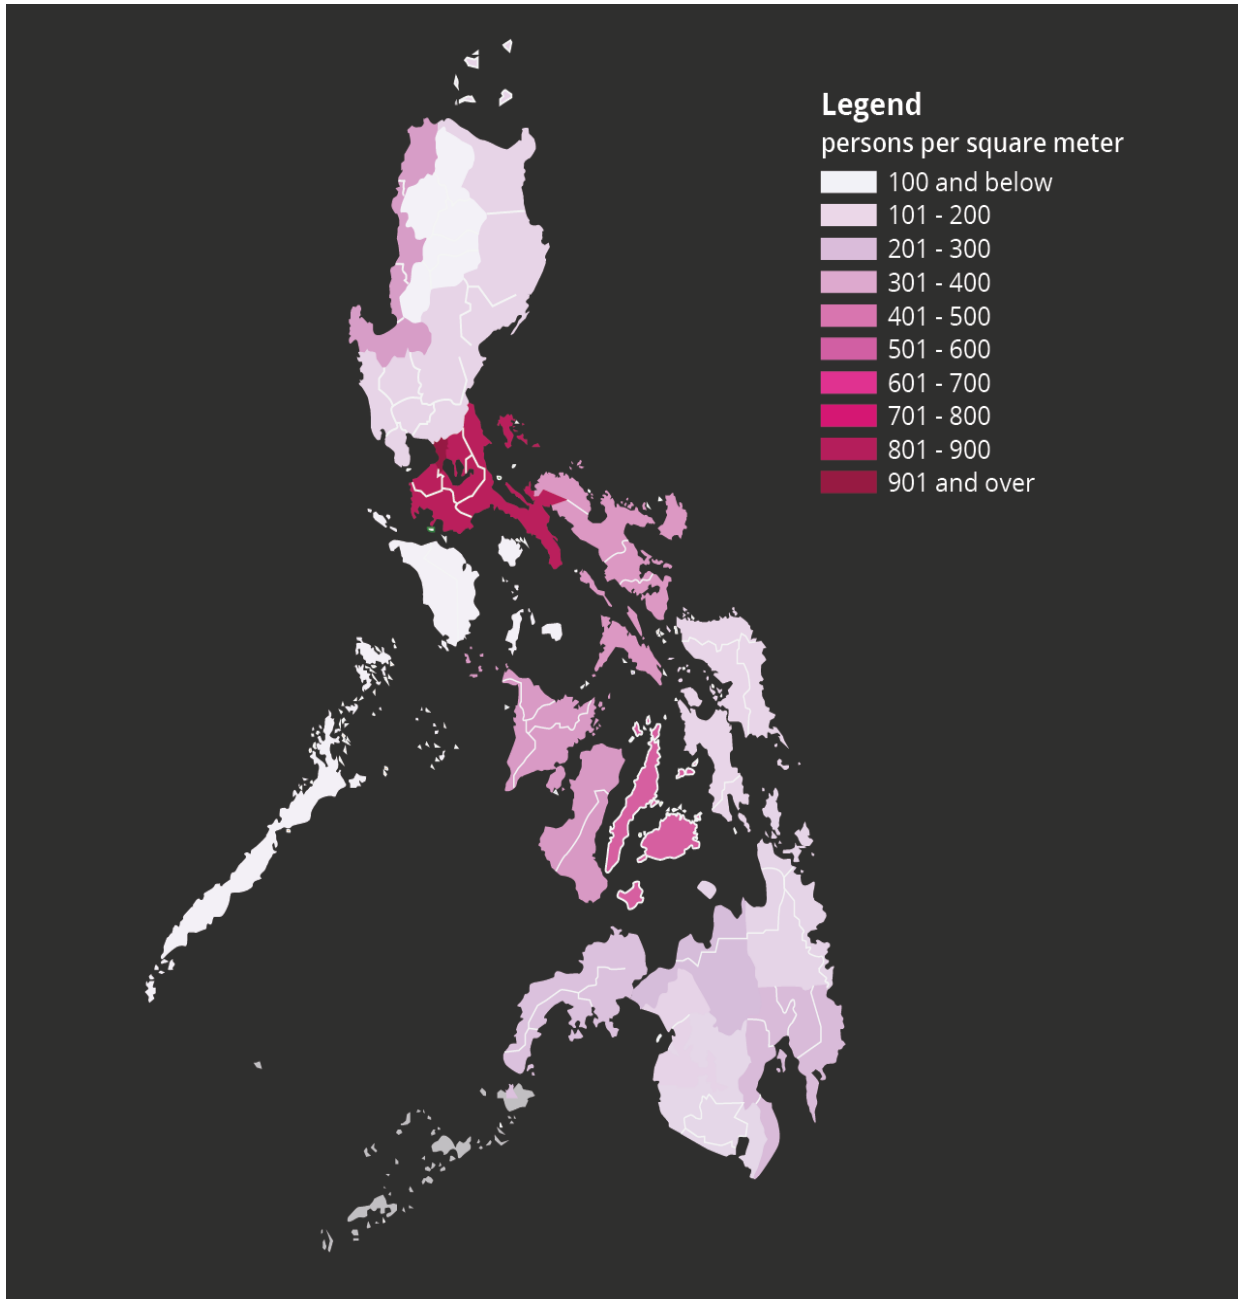 Legend
persons per square meter
100 and below
101 - 200
201 - 300
301 - 400
401 - 500
501 - 600
601 - 700
701 - 800
801 - 900
901 and over